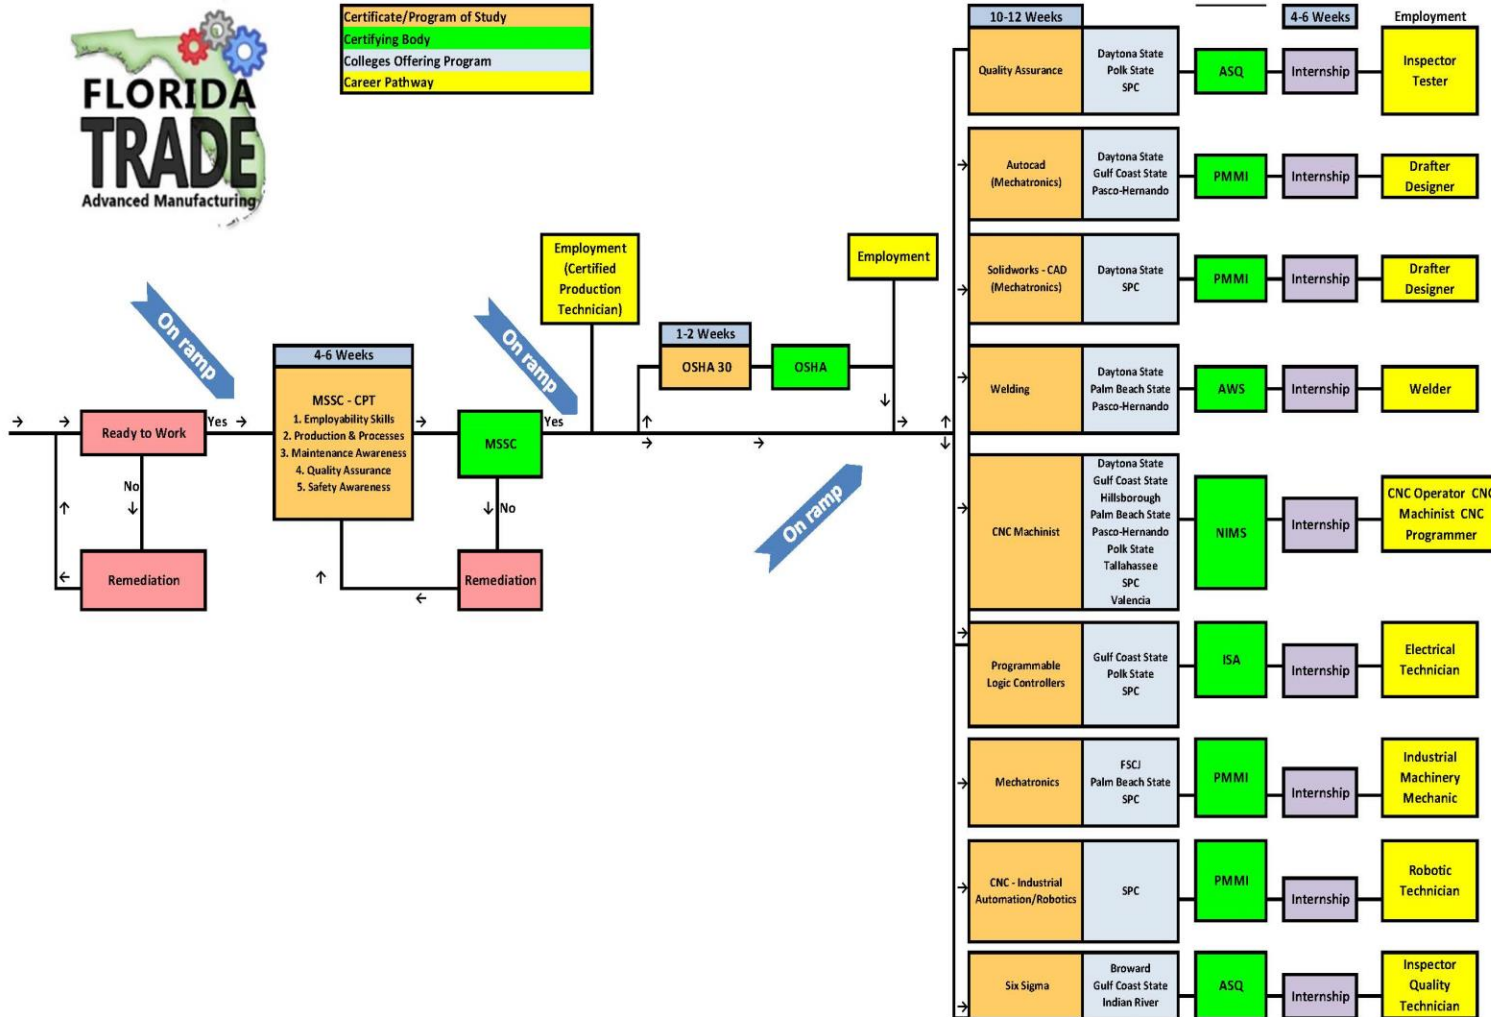 FLORIDA
TRADE
Advanced Manufacturing
Certificate/Program of Study
Certifying Body
Colleges Offering Program
Career Pathway
On ramp
Ready to Work
Yes
No
Remediation
4-6 Weeks
MSSC - CPT
1. Employability Skills
2. Production & Processes
3. Maintenance Awareness
4. Quality Assurance
5. Safety Awareness
On ramp
MSSC
Yes
No
Remediation
Employment
(Certified
Production
Technician)
1-2 Weeks
OSHA 30
OSHA
Employment
On ramp
10-12 Weeks
4-6 Weeks
Employment
Quality Assurance
Daytona State
Polk State
SPC
ASQ
Internship
Inspector
Tester
Autocad
(Mechatronics)
Daytona State
Gulf Coast State
Pasco-Hernando
PMMI
Internship
Drafter
Designer
Solidworks - CAD
(Mechatronics)
Daytona State
SPC
PMMI
Internship
Drafter
Designer
Welding
Daytona State
Palm Beach State
Pasco-Hernando
AWS
Internship
Welder
CNC Machinist
Daytona State
Gulf Coast State
Hillsborough
Palm Beach State
Pasco-Hernando
Polk State
Tallahassee
SPC
Valencia
NIMS
Internship
CNC Operator CNC
Machinist CNC
Programmer
Programmable
Logic Controllers
Gulf Coast State
Polk State
SPC
ISA
Internship
Electrical
Technician
Mechatronics
FSCJ
Palm Beach State
SPC
PMMI
Internship
Industrial
Machinery
Mechanic
CNC - Industrial
Automation/Robotics
SPC
PMMI
Internship
Robotic
Technician
Six Sigma
Broward
Gulf Coast State
Indian River
ASQ
Internship
Inspector
Quality
Technician